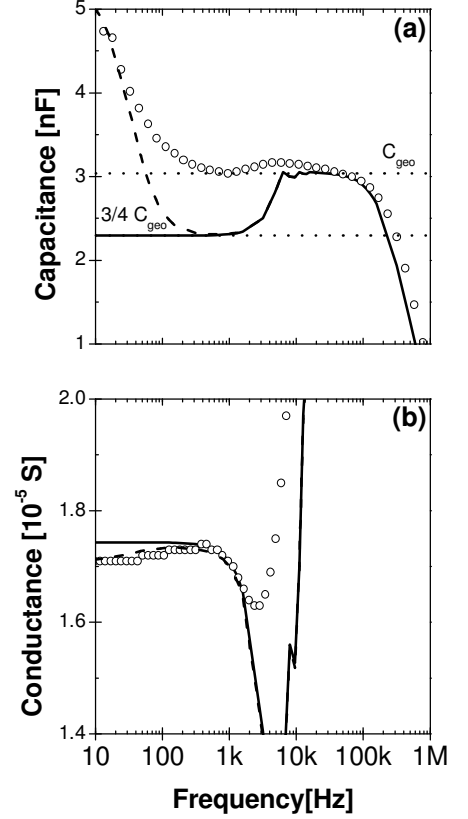 (a)
5
4
3
2
1
Capacitance [nF]
C_geo
3/4 C_geo
(b)
2.0
1.8
1.6
1.4
Conductance [10^-5 S]
10 100 1k 10k 100k 1M
Frequency[Hz]